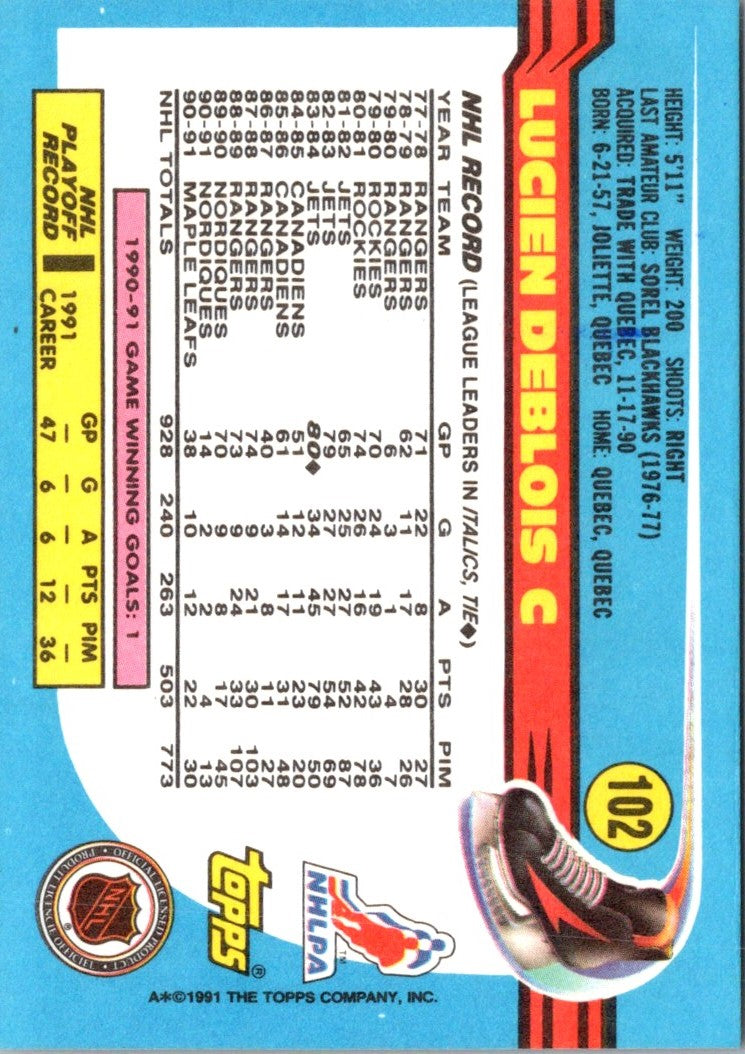 HEIGHT: 5'11" WEIGHT: 200 SHOOTS: RIGHT
LAST AMATEUR CLUB: SOREL BLACKHAWKS (1976-77)
ACQUIRED: TRADE WITH QUEBEC, 11-17-90
BORN: 6-21-57, JOLIETTE, QUEBEC HOME: QUEBEC, QUEBEC
102
LUCIEN DEBLOIS C
NHL RECORD (LEAGUE LEADERS IN ITALICS, TIE◆)
YEAR TEAM GP G A PTS PIM
77-78 RANGERS 71 22 8 30 27
78-79 RANGERS 62 11 17 28 26
79-80 RANGERS 6 3 1 4 7
79-80 ROCKIES 70 24 19 43 36
80-81 ROCKIES 74 26 16 42 78
81-82 JETS 65 25 27 52 87
82-83 JETS 79 27 27 54 69
83-84 JETS 80◆ 34 45 79 50
84-85 CANADIENS 51 12 11 23 20
85-86 CANADIENS 61 14 17 31 48
86-87 RANGERS 40 3 8 11 27
87-88 RANGERS 74 9 21 30 103
88-89 RANGERS 73 9 24 33 107
89-90 NORDIQUES 70 9 8 17 45
90-91 NORDIQUES 14 2 2 4 13
90-91 MAPLE LEAFS 38 10 12 22 30
NHL TOTALS 928 240 263 503 773
1990-91 GAME WINNING GOALS: 1
NHL PLAYOFF RECORD
GP G A PTS PIM
1991 – – – – –
CAREER 47 6 6 12 36
NHLPA
TM
TOPPS®
OFFICIAL LICENSED PRODUCT • PRODUIT LICENCIÉ OFFICIEL •
NHL
®
A*©1991 THE TOPPS COMPANY, INC.